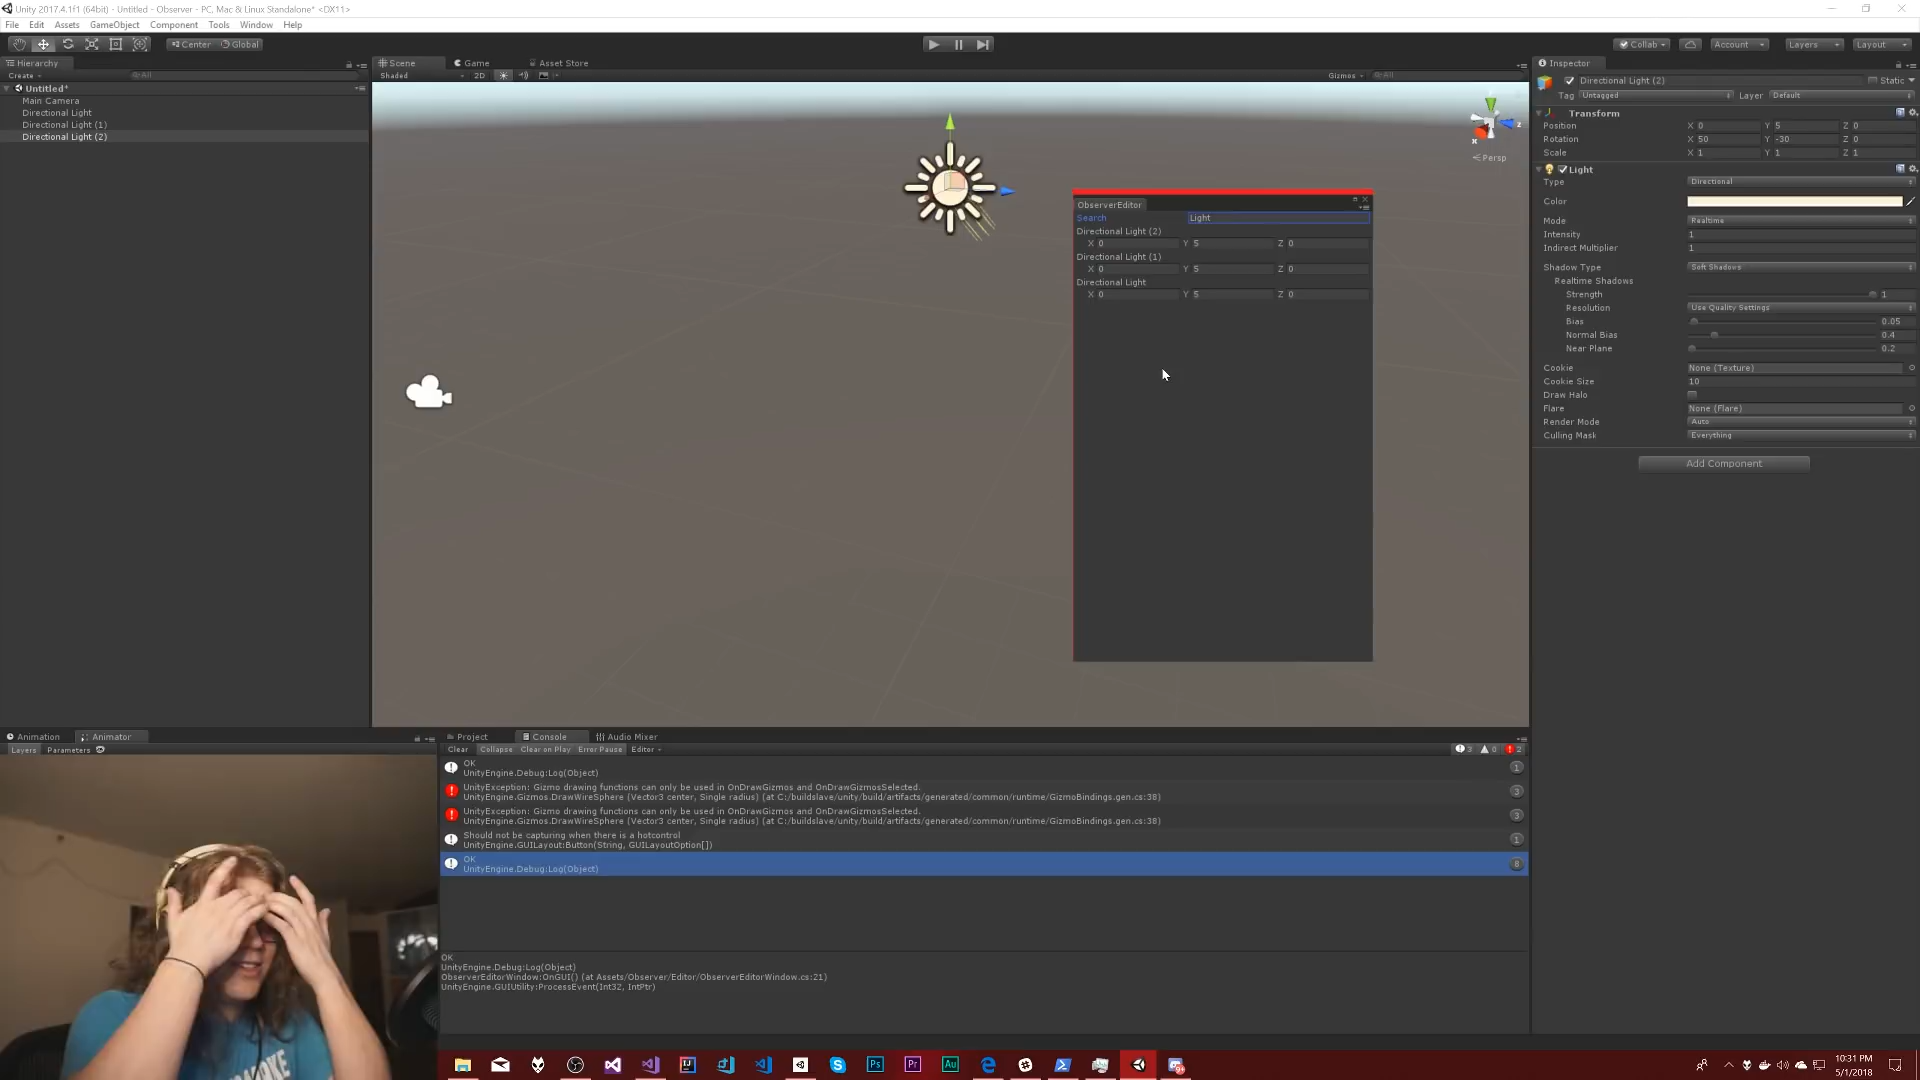 Unity 2017.4.1f1 (64bit) - Untitled - Observer - PC, Mac & Linux Standalone* <DX11>
File Edit Assets GameObject Component Tools Window Help
Center Global
Collab Account Layers Layout
Hierarchy
Create All
Untitled*
Main Camera
Directional Light
Directional Light (1)
Directional Light (2)
Scene Game Asset Store
Shaded 2D Gizmos All
Persp
x
z
ObserverEditor
Search Light
Directional Light (2)
X 0 Y 5 Z 0
Directional Light (1)
X 0 Y 5 Z 0
Directional Light
X 0 Y 5 Z 0
Inspector
Directional Light (2) Static
Tag Untagged Layer Default
Transform
Position X 0 Y 5 Z 0
Rotation X 50 Y -30 Z 0
Scale X 1 Y 1 Z 1
Light
Type Directional
Color
Mode Realtime
Intensity 1
Indirect Multiplier 1
Shadow Type Soft Shadows
Realtime Shadows
Strength 1
Resolution Use Quality Settings
Bias 0.05
Normal Bias 0.4
Near Plane 0.2
Cookie None (Texture)
Cookie Size 10
Draw Halo
Flare None (Flare)
Render Mode Auto
Culling Mask Everything
Add Component
Animation Animator
Layers Parameters
Project Console Audio Mixer
Clear Collapse Clear on Play Error Pause Editor 3 0 2
OK
UnityEngine.Debug:Log(Object) 1
UnityException: Gizmo drawing functions can only be used in OnDrawGizmos and OnDrawGizmosSelected.
UnityEngine.Gizmos.DrawWireSphere (Vector3 center, Single radius) (at C:/buildslave/unity/build/artifacts/generated/common/runtime/GizmoBindings.gen.cs:38) 3
UnityException: Gizmo drawing functions can only be used in OnDrawGizmos and OnDrawGizmosSelected.
UnityEngine.Gizmos.DrawWireSphere (Vector3 center, Single radius) (at C:/buildslave/unity/build/artifacts/generated/common/runtime/GizmoBindings.gen.cs:38) 3
Should not be capturing when there is a hotcontrol
UnityEngine.GUILayout:Button(String, GUILayoutOption[]) 1
OK
UnityEngine.Debug:Log(Object) 8
OK
UnityEngine.Debug:Log(Object)
ObserverEditorWindow:OnGUI() (at Assets/Observer/Editor/ObserverEditorWindow.cs:21)
UnityEngine.GUIUtility:ProcessEvent(Int32, IntPtr)
Ps Pr Au
10:31 PM
5/1/2018